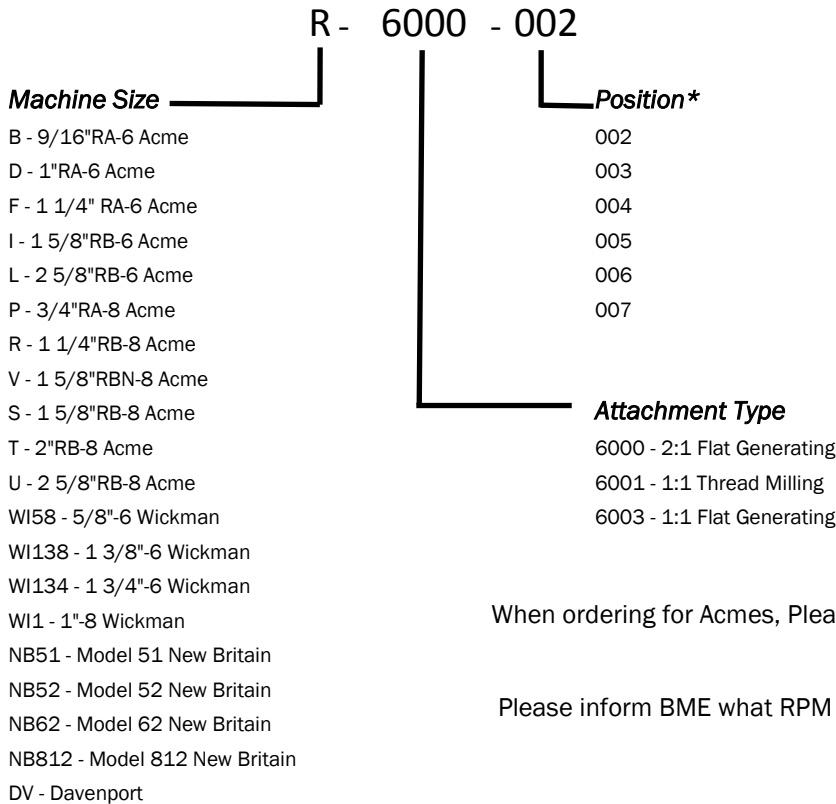 R - 6000 - 002
Machine Size
B - 9/16"RA-6 Acme
D - 1"RA-6 Acme
F - 1 1/4" RA-6 Acme
I - 1 5/8"RB-6 Acme
L - 2 5/8"RB-6 Acme
P - 3/4"RA-8 Acme
R - 1 1/4"RB-8 Acme
V - 1 5/8"RBN-8 Acme
S - 1 5/8"RB-8 Acme
T - 2"RB-8 Acme
U - 2 5/8"RB-8 Acme
WI58 - 5/8"-6 Wickman
WI138 - 1 3/8"-6 Wickman
WI134 - 1 3/4"-6 Wickman
WI1 - 1"-8 Wickman
NB51 - Model 51 New Britain
NB52 - Model 52 New Britain
NB62 - Model 62 New Britain
NB812 - Model 812 New Britain
DV - Davenport
Position*
002
003
004
005
006
007
Attachment Type
6000 - 2:1 Flat Generating
6001 - 1:1 Thread Milling
6003 - 1:1 Flat Generating
When ordering for Acmes, Plea
Please inform BME what RPM